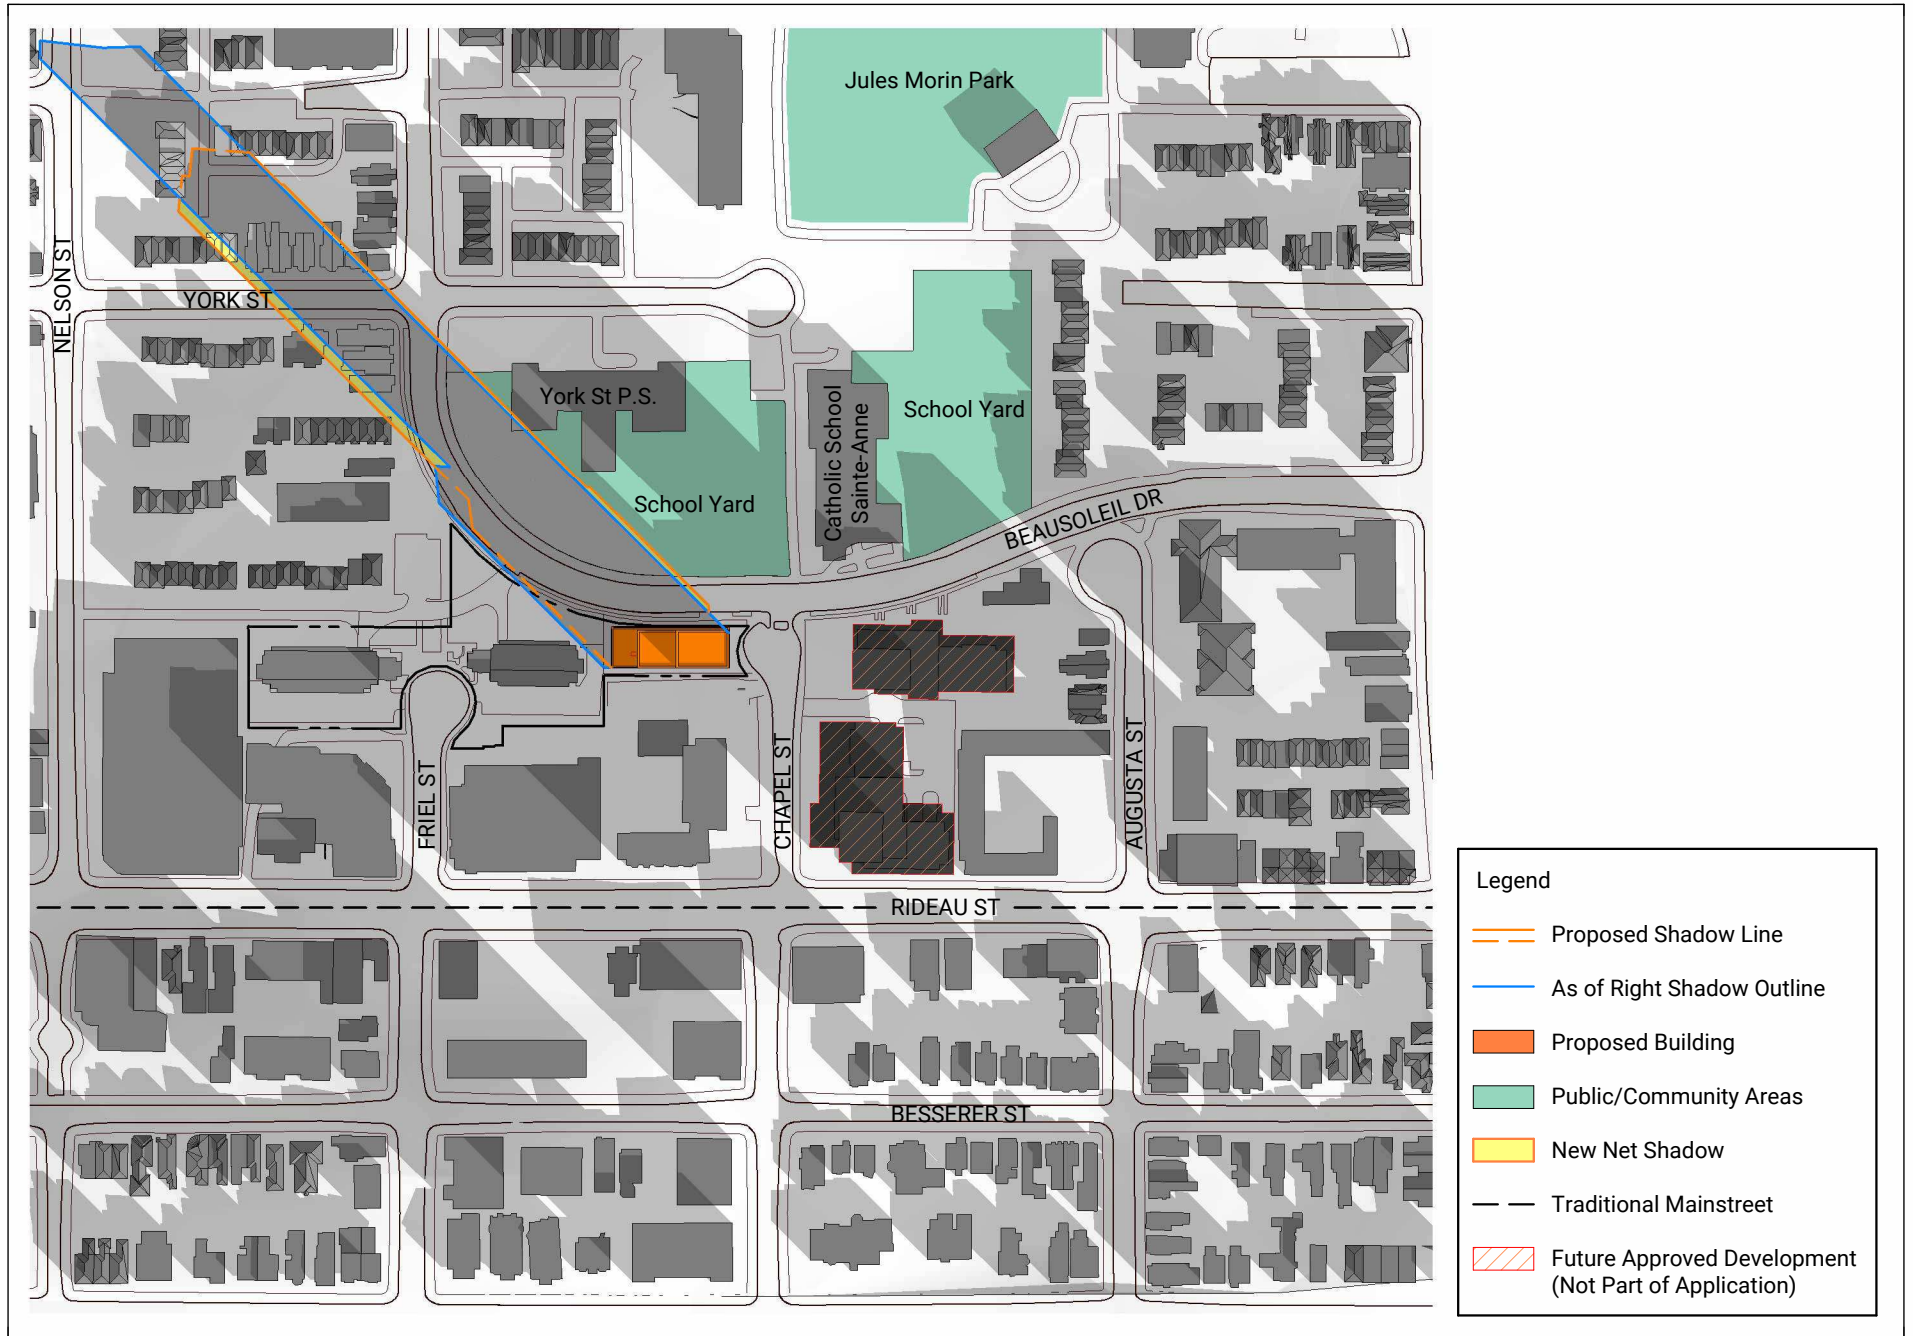 Jules Morin Park
NELSON ST
YORK ST
York St P.S.
School Yard
Catholic School
Sainte-Anne
School Yard
BEAUSOLEIL DR
FRIEL ST
CHAPEL ST
AUGUSTA ST
RIDEAU ST
BESSERER ST
Legend
Proposed Shadow Line
As of Right Shadow Outline
Proposed Building
Public/Community Areas
New Net Shadow
Traditional Mainstreet
Future Approved Development
(Not Part of Application)